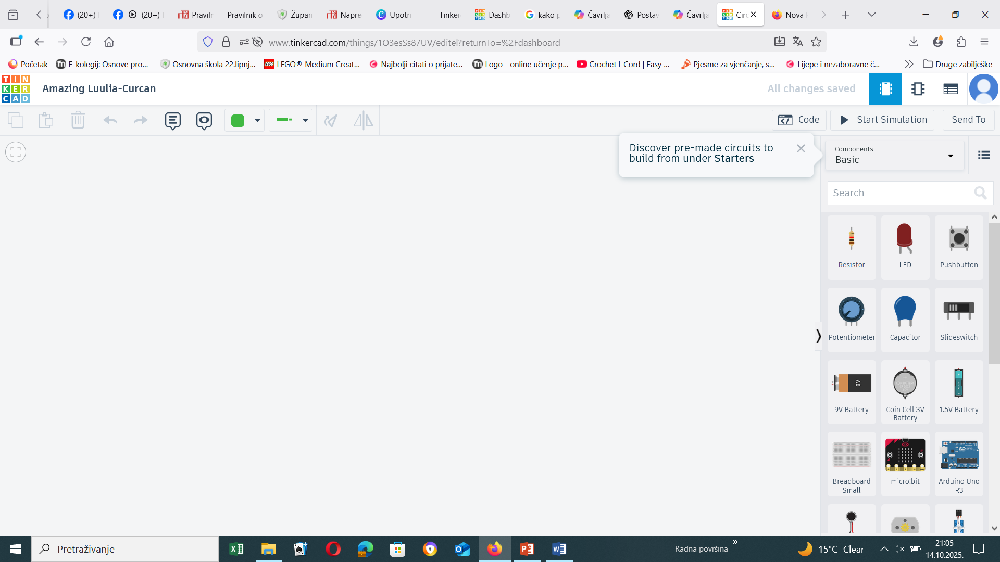 (20+)
(20+) F
Praviln
Pravilnik o
Župan
Napre
Upotri
Tinker
Dashb
kako p
Čavrlja
Postav
Čavrlja
Circ
Nova
www.tinkercad.com/things/1O3esSs87UV/editel?returnTo=%2Fdashboard
Početak
E-kolegij: Osnove pro...
Osnovna škola 22.lipnj...
LEGO® Medium Creat...
Najbolji citati o prijate...
Logo - online učenje p...
Crochet I-Cord | Easy ...
Pjesme za vjenčanje, s...
Lijepe i nezaboravne č...
Druge zabilješke
TIN
KER
CAD
Amazing Luulia-Curcan
All changes saved
Code
Start Simulation
Send To
Discover pre-made circuits to
build from under Starters
Components
Basic
Search
Resistor
LED
Pushbutton
Potentiometer
Capacitor
Slideswitch
9V
9V Battery
Coin Cell 3V
Battery
1.5V Battery
Breadboard
Small
micro:bit
Arduino Uno
R3
Pretraživanje
Radna površina
15°C Clear
21:05
14.10.2025.